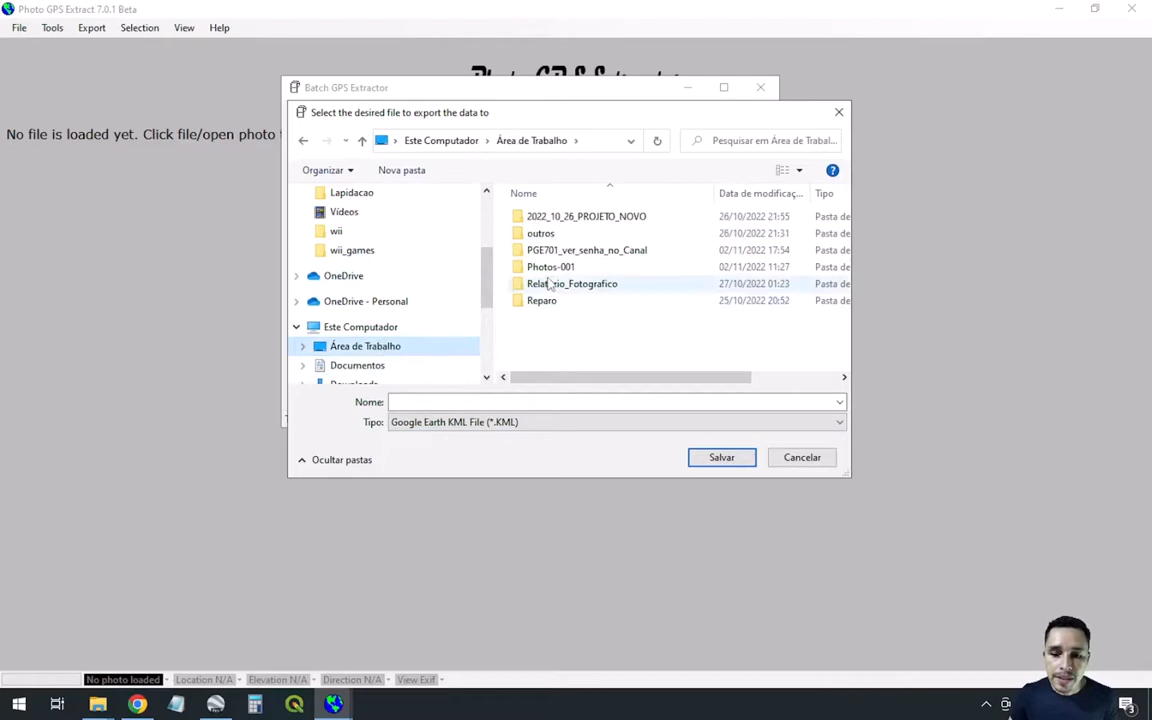 Photo GPS Extract 7.0.1 Beta
File Tools Export Selection View Help
Batch GPS Extractor
No file is loaded yet. Click file/open photo
Select the desired file to export the data to
Este Computador > Área de Trabalho >
Pesquisar em Área de Trabal...
Organizar Nova pasta
Lapidacao
Vídeos
wii
wii_games
OneDrive
OneDrive - Personal
Este Computador
Área de Trabalho
Documentos
Downloads
Nome Data de modificaç... Tipo
2022_10_26_PROJETO_NOVO 26/10/2022 21:55 Pasta de
outros 26/10/2022 21:31 Pasta de
PGE701_ver_senha_no_Canal 02/11/2022 17:54 Pasta de
Photos-001 02/11/2022 11:27 Pasta de
Relatorio_Fotografico 27/10/2022 01:23 Pasta de
Reparo 25/10/2022 20:52 Pasta de
Nome:
Tipo: Google Earth KML File (*.KML)
Ocultar pastas
Salvar Cancelar
No photo loaded Location N/A Elevation N/A Direction N/A View Exif
3